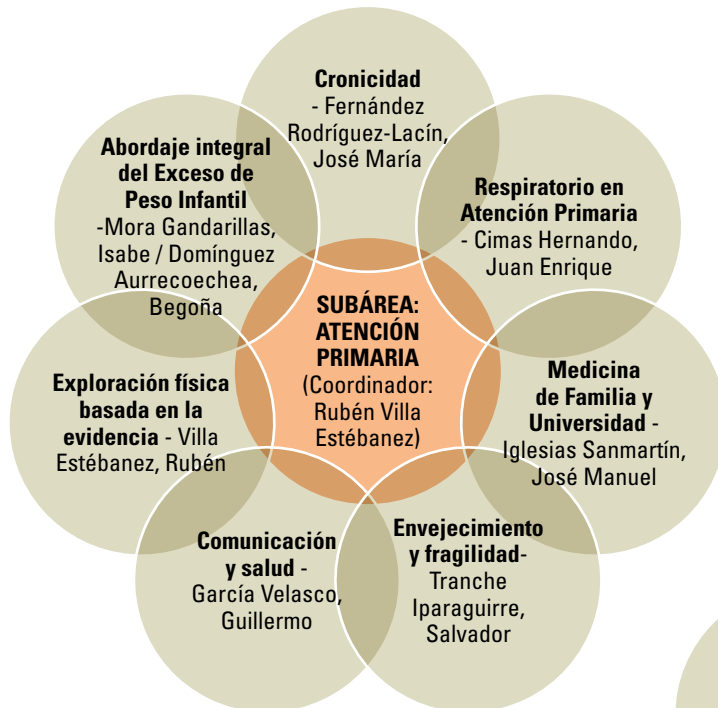 Cronicidad
- Fernández
Rodríguez-Lacín,
José María
Abordaje integral
del Exceso de
Peso Infantil
-Mora Gandarillas,
Isabe / Domínguez
Aurrecoechea,
Begoña
Respiratorio en
Atención Primaria
- Cimas Hernando,
Juan Enrique
SUBÁREA:
ATENCIÓN
PRIMARIA
(Coordinador:
Rubén Villa
Estébanez)
Exploración física
basada en la
evidencia - Villa
Estébanez, Rubén
Medicina
de Familia y
Universidad -
Iglesias Sanmartín,
José Manuel
Comunicación
y salud -
García Velasco,
Guillermo
Envejecimiento
y fragilidad-
Tranche
Iparaguirre,
Salvador